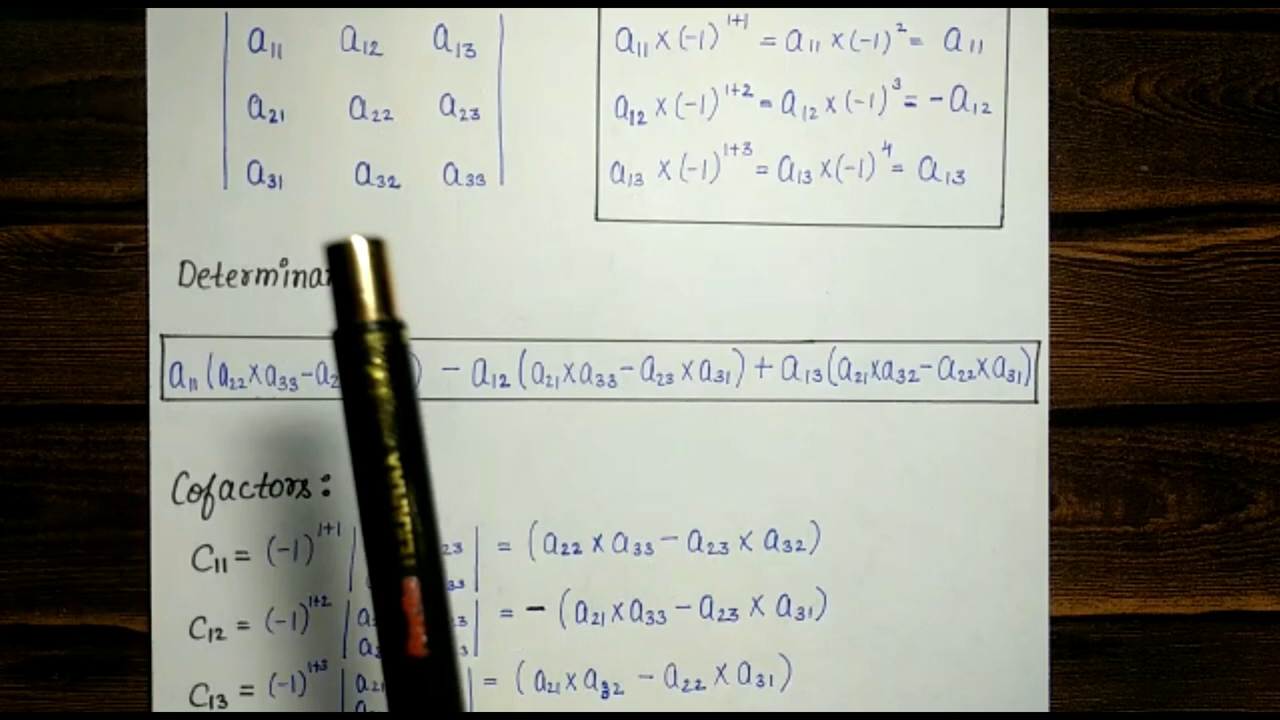 a₁₁ a₁₂ a₁₃
a₂₁ a₂₂ a₂₃
a₃₁ a₃₂ a₃₃
a₁₁ × (-1)¹⁺¹ = a₁₁ × (-1)² = a₁₁
a₁₂ × (-1)¹⁺² = a₁₂ × (-1)³ = - a₁₂
a₁₃ × (-1)¹⁺³ = a₁₃ × (-1)⁴ = a₁₃
a₁₁ (a₂₂×a₃₃- ) - a₁₂ (a₂₁×a₃₃-a₂₃×a₃₁) + a₁₃(a₂₁×a₃₂-a₂₂×a₃₁)
Cofactors:
C₁₁ = (-1)¹⁺¹ = (a₂₂ × a₃₃ - a₂₃ × a₃₂)
C₁₂ = (-1)¹⁺² = - (a₂₁ × a₃₃ - a₂₃ × a₃₁)
C₁₃ = (-1)¹⁺³ | a₂₁ | = (a₂₁ × a₃₂ - a₂₂ × a₃₁)